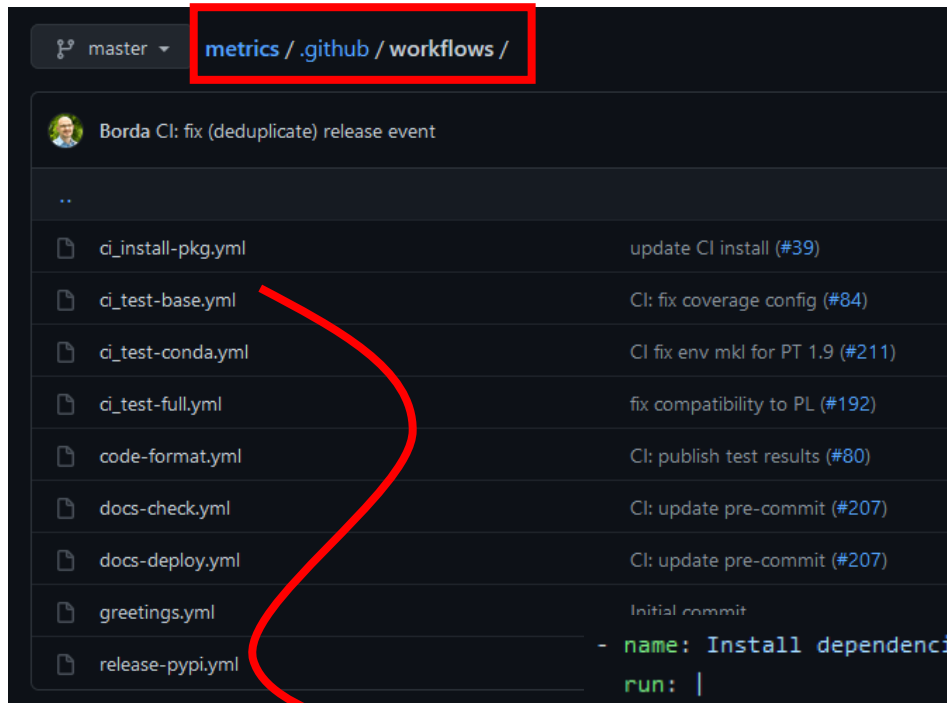 master metrics / .github / workflows /
Borda CI: fix (deduplicate) release event
..
ci_install-pkg.yml update CI install (#39)
ci_test-base.yml CI: fix coverage config (#84)
ci_test-conda.yml CI fix env mkl for PT 1.9 (#211)
ci_test-full.yml fix compatibility to PL (#192)
code-format.yml CI: publish test results (#80)
docs-check.yml CI: update pre-commit (#207)
docs-deploy.yml CI: update pre-commit (#207)
greetings.yml Initial commit
release-pypi.yml
- name: Install dependenci
run: |